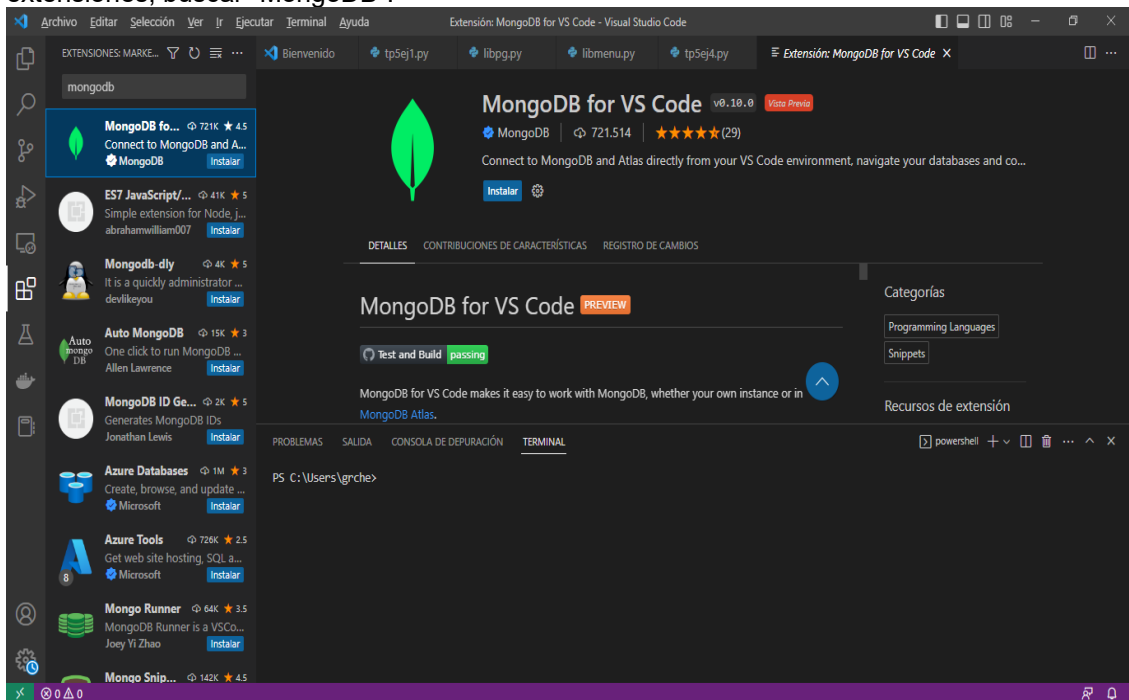 extensiones, buscar "MongoDB".
Archivo Editar Selección Ver Ir Ejecutar Terminal Ayuda
Extensión: MongoDB for VS Code - Visual Studio Code
EXTENSIONES: MARKE...
mongodb
MongoDB fo... 721K ★ 4.5
Connect to MongoDB and A...
MongoDB Instalar
ES7 JavaScript/... 41K ★ 5
Simple extension for Node, j...
abrahamwilliam007 Instalar
Mongodb-dly 4K ★ 5
It is a quickly administrator ...
devlikeyou Instalar
Auto mongo DB
Auto MongoDB 15K ★ 3
One click to run MongoDB ...
Allen Lawrence Instalar
MongoDB ID Ge... 2K ★ 5
Generates MongoDB IDs
Jonathan Lewis Instalar
Azure Databases 1M ★ 3
Create, browse, and update ...
Microsoft Instalar
8
Azure Tools 726K ★ 2.5
Get web site hosting, SQL a...
Microsoft Instalar
Mongo Runner 64K ★ 3.5
MongoDB Runner is a VSCo...
Joey Yi Zhao Instalar
Mongo Snip... 142K ★ 4.5
Bienvenido tp5ej1.py libpg.py libmenu.py tp5ej4.py Extensión: MongoDB for VS Code
MongoDB for VS Code v0.10.0 Vista Previa
MongoDB | 721.514 | ★★★★★(29)
Connect to MongoDB and Atlas directly from your VS Code environment, navigate your databases and co...
Instalar
DETALLES CONTRIBUCIONES DE CARACTERÍSTICAS REGISTRO DE CAMBIOS
MongoDB for VS Code PREVIEW
Test and Build passing
MongoDB for VS Code makes it easy to work with MongoDB, whether your own instance or in
MongoDB Atlas.
Categorías
Programming Languages
Snippets
Recursos de extensión
PROBLEMAS SALIDA CONSOLA DE DEPURACIÓN TERMINAL
powershell
PS C:\Users\grche>
0 0